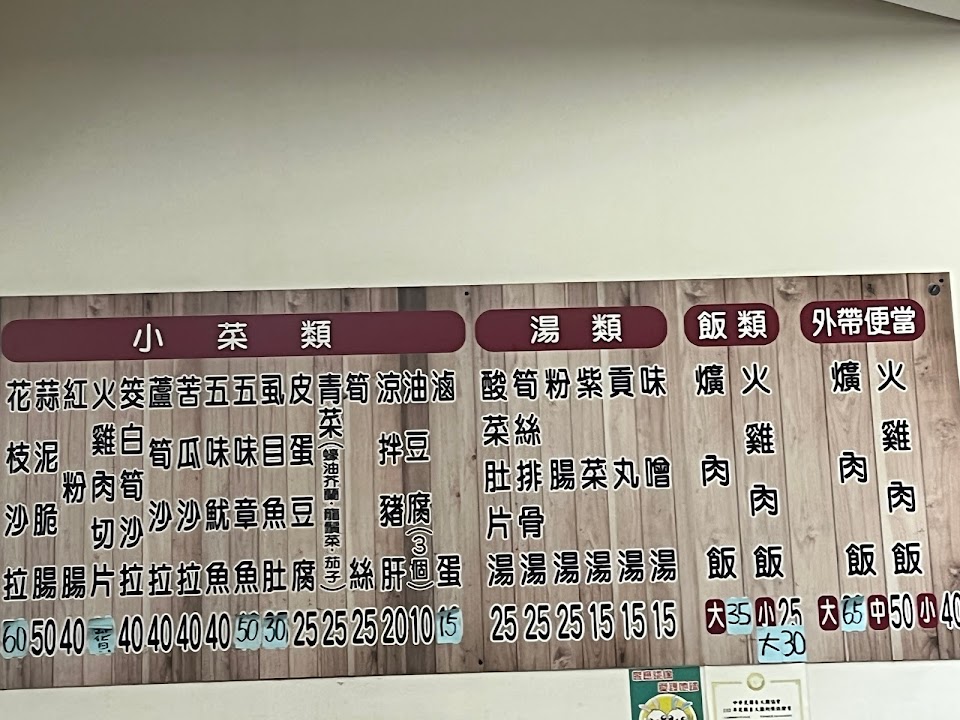 小菜類
花枝沙拉 60
蒜泥脆腸 50
紅粉腸 40
火雞肉切片
筊白筍沙拉 40
蘆筍沙拉 40
苦瓜沙拉 40
五味魷魚 40
五味章魚 50
虱目魚肚 30
皮蛋豆腐 25
青菜(蠔油芥蘭·龍鬚菜·茄子) 25
筍絲 25
涼拌豬肝 20
油豆腐(3個) 10
滷蛋 15
湯類
酸菜肚片湯 25
筍絲排骨湯 25
粉腸湯 25
紫菜湯 15
貢丸湯 15
味噌湯 15
飯類
爌肉飯
火雞肉飯
大 35 小 25
大 30
外帶便當
爌肉飯
火雞肉飯
大 65 中 50 小 40